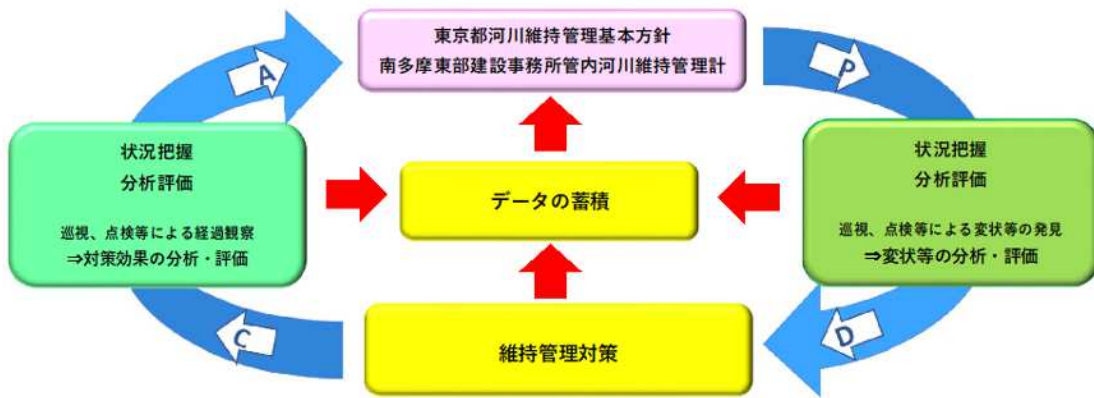 東京都河川維持管理基本方針
南多摩東部建設事務所管内河川維持管理計
A
P
状況把握
分析評価
巡視、点検等による経過観察
⇒対策効果の分析・評価
データの蓄積
状況把握
分析評価
巡視、点検等による変状等の発見
⇒変状等の分析・評価
C
維持管理対策
D